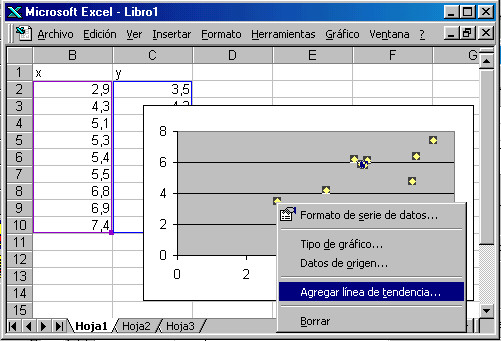 Microsoft Excel - Libro1
Archivo Edición Ver Insertar Formato Herramientas Gráfico Ventana ?
B C D E F G
1 x y
2 2,9 3,5
3 4,3
4 5,1
5 5,3
6 5,4
7 5,5
8 6,8
9 6,9
10 7,4
11
12
13
14
15
8
6
4
2
0
0 2
Formato de serie de datos...
Tipo de gráfico...
Datos de origen...
Agregar línea de tendencia...
Borrar
Hoja1 Hoja2 Hoja3